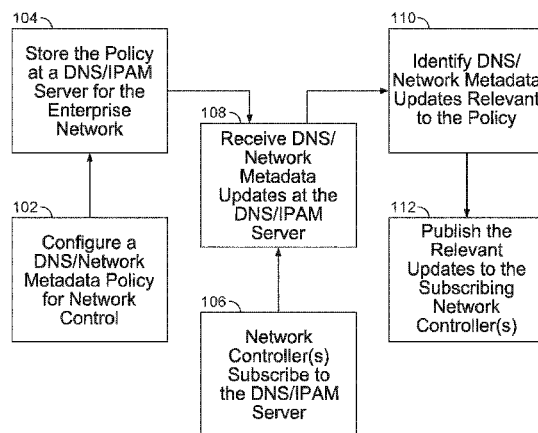 104
Store the Policy
at a DNS/IPAM
Server for the
Enterprise
Network
102
Configure a
DNS/Network
Metadata Policy
for Network
Control
108
Receive DNS/
Network
Metadata
Updates at the
DNS/IPAM
Server
106
Network
Controller(s)
Subscribe to
the DNS/IPAM
Server
110
Identify DNS/
Network Metadata
Updates Relevant
to the Policy
112
Publish the
Relevant
Updates to the
Subscribing
Network
Controller(s)